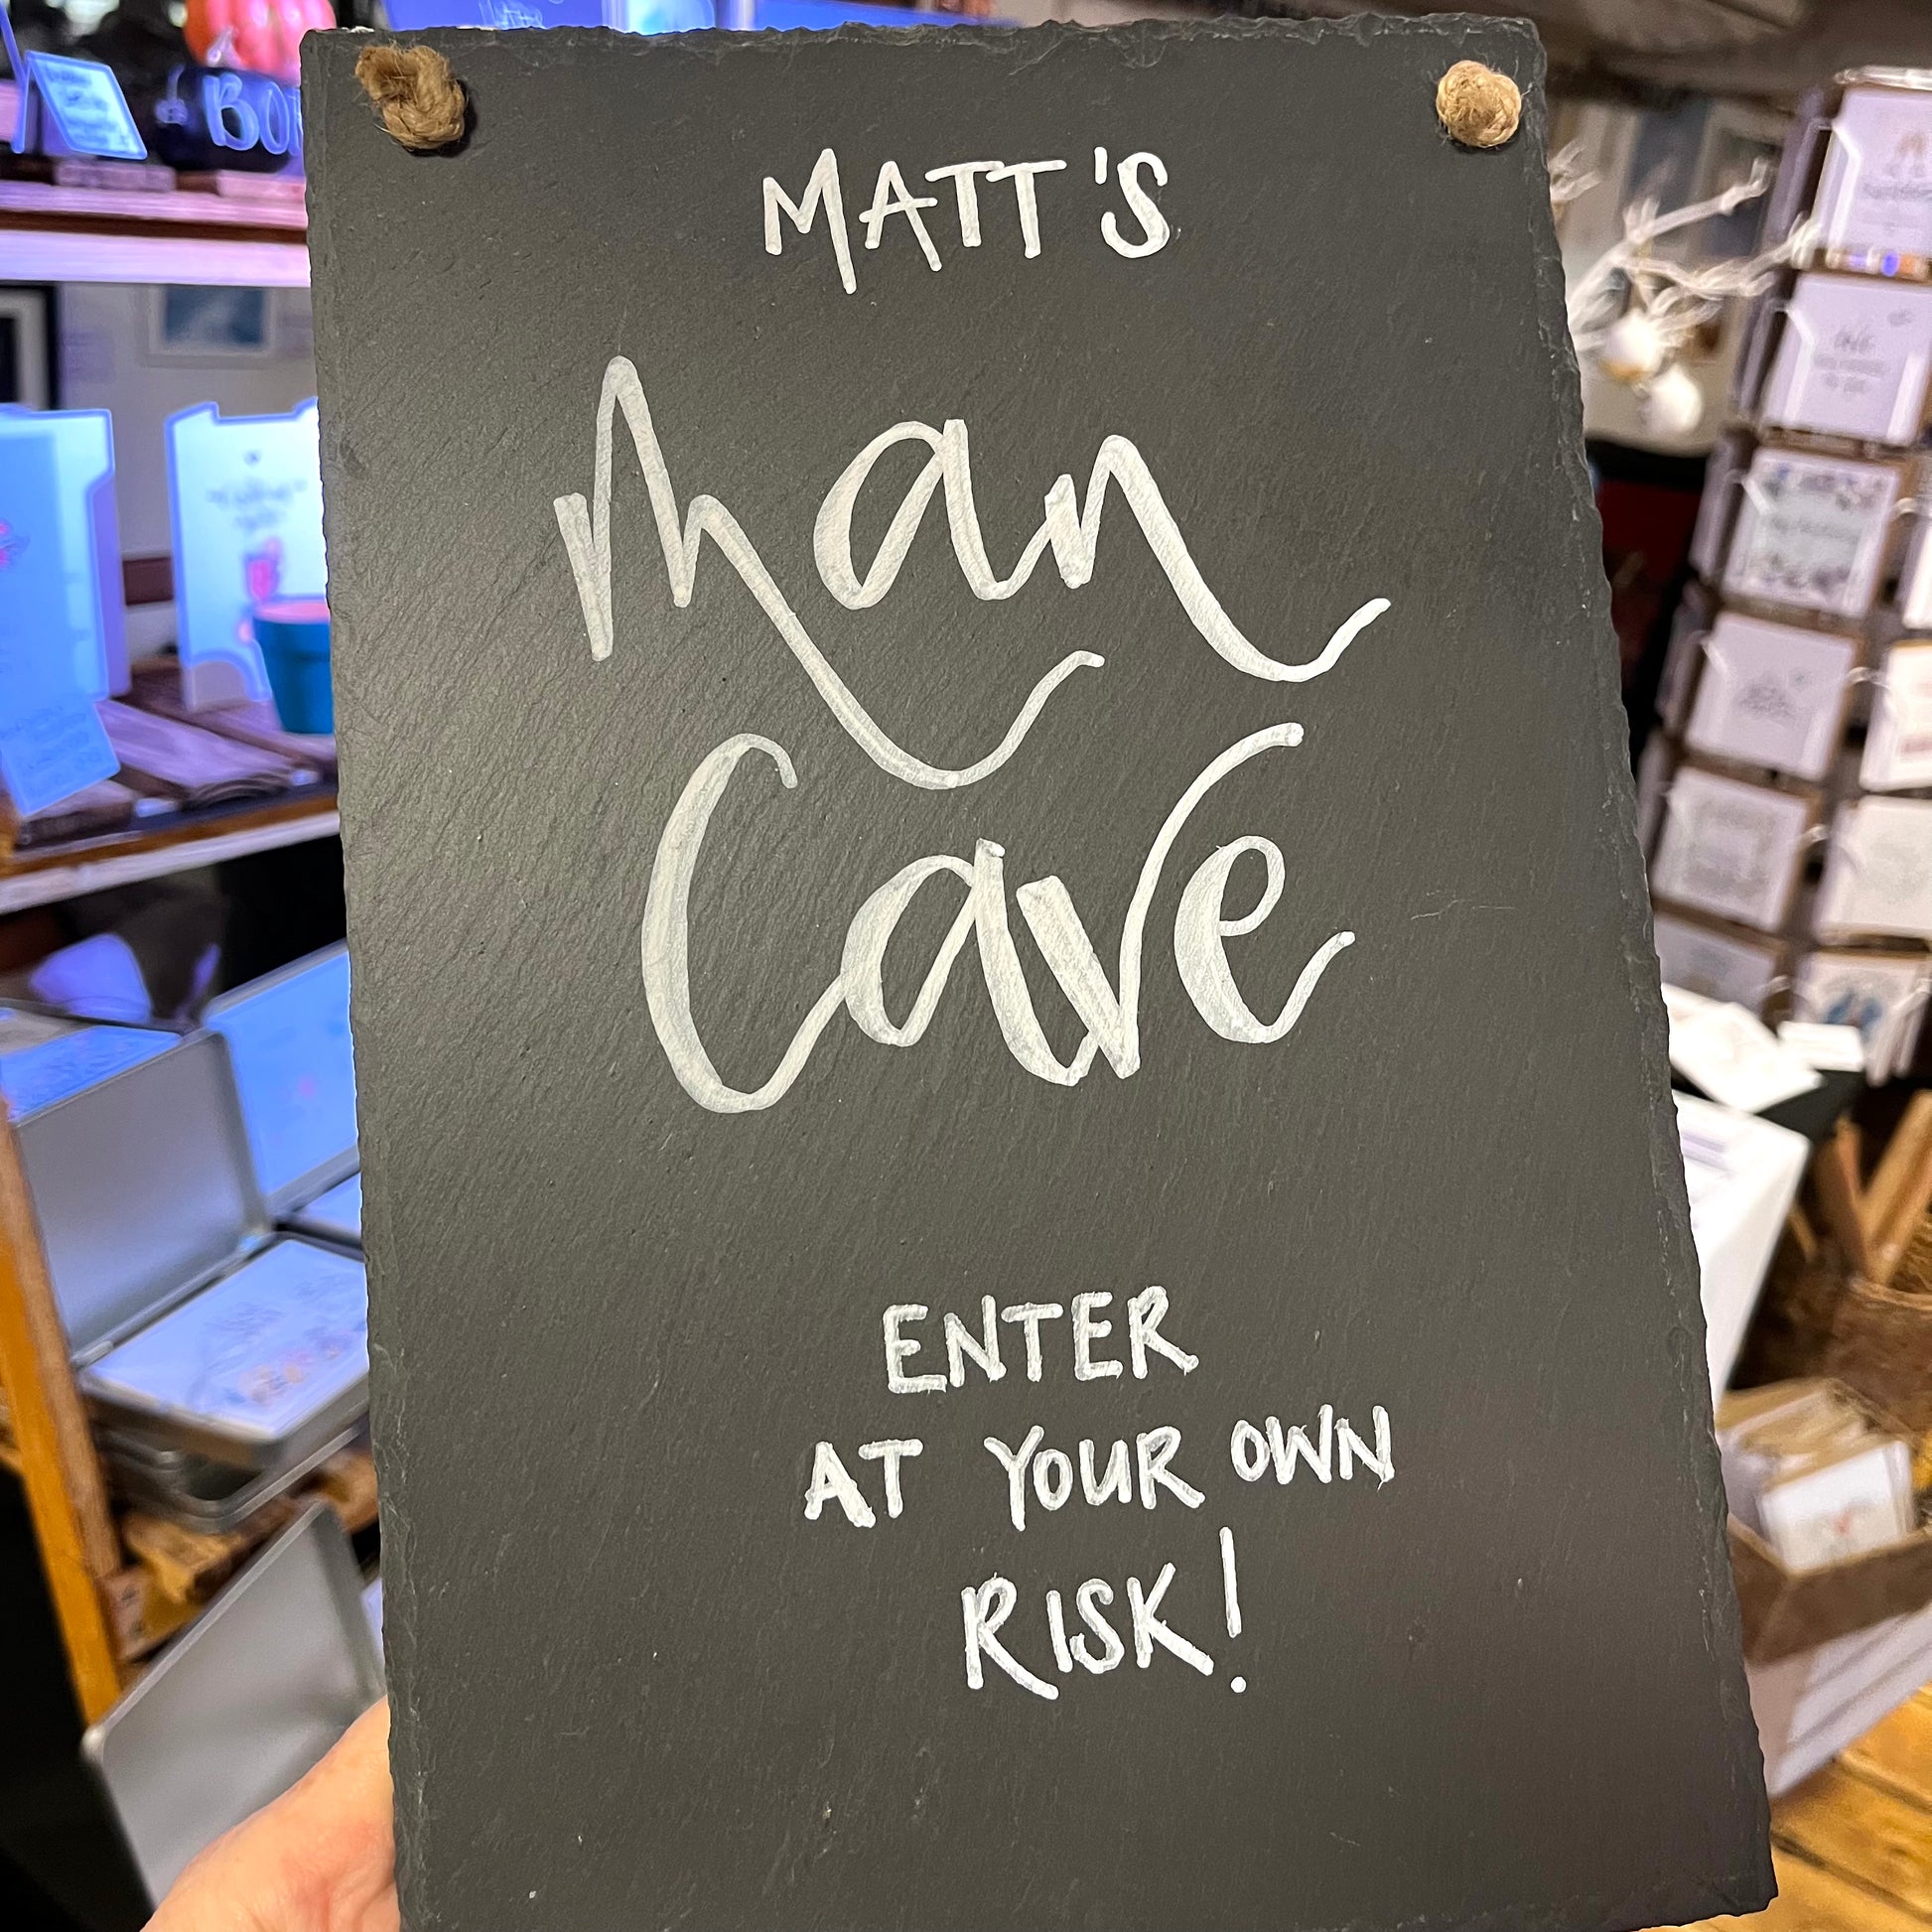 MATT'S
Man
Cave
ENTER
AT YOUR OWN
RISK!